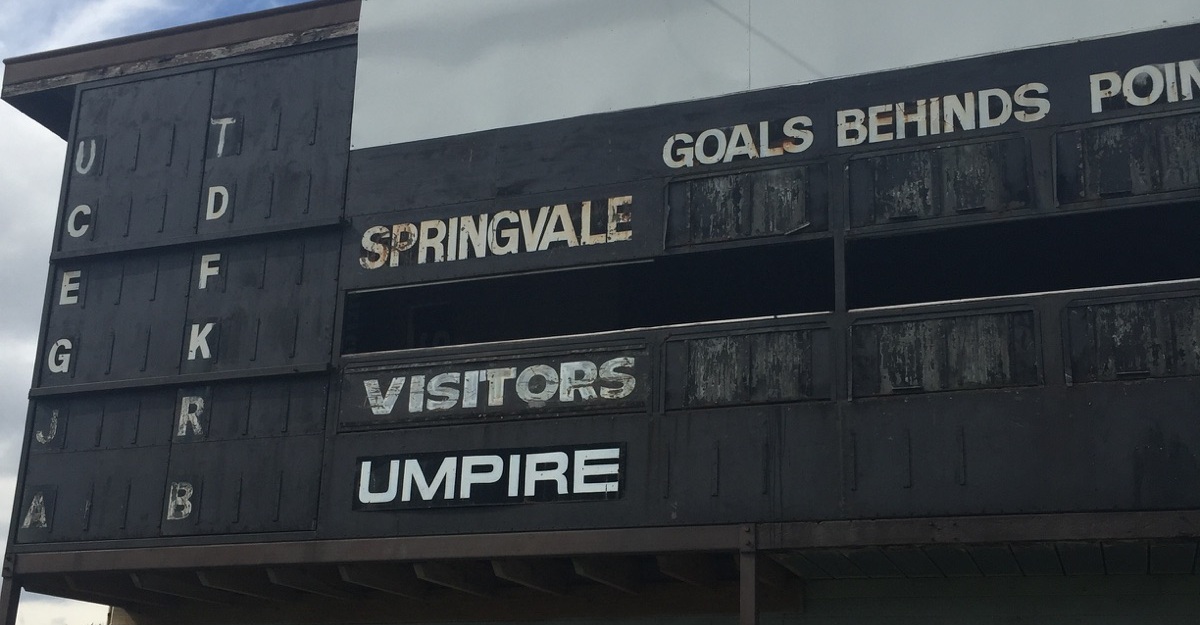 U T
C D
E F
G K
J R
A B
GOALS BEHINDS POIN
SPRINGVALE
VISITORS
UMPIRE